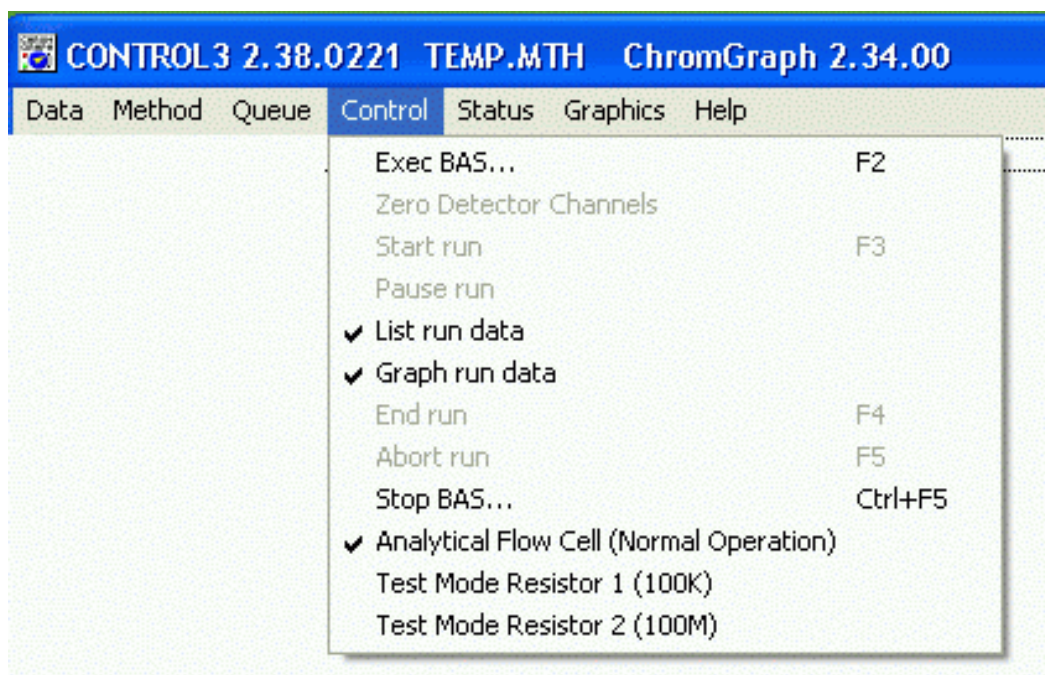 CONTROL3 2.38.0221 TEMP.MTH ChromGraph 2.34.00
Data Method Queue Control Status Graphics Help
Exec BAS... F2
Zero Detector Channels
Start run F3
Pause run
List run data
Graph run data
End run F4
Abort run F5
Stop BAS... Ctrl+F5
Analytical Flow Cell (Normal Operation)
Test Mode Resistor 1 (100K)
Test Mode Resistor 2 (100M)